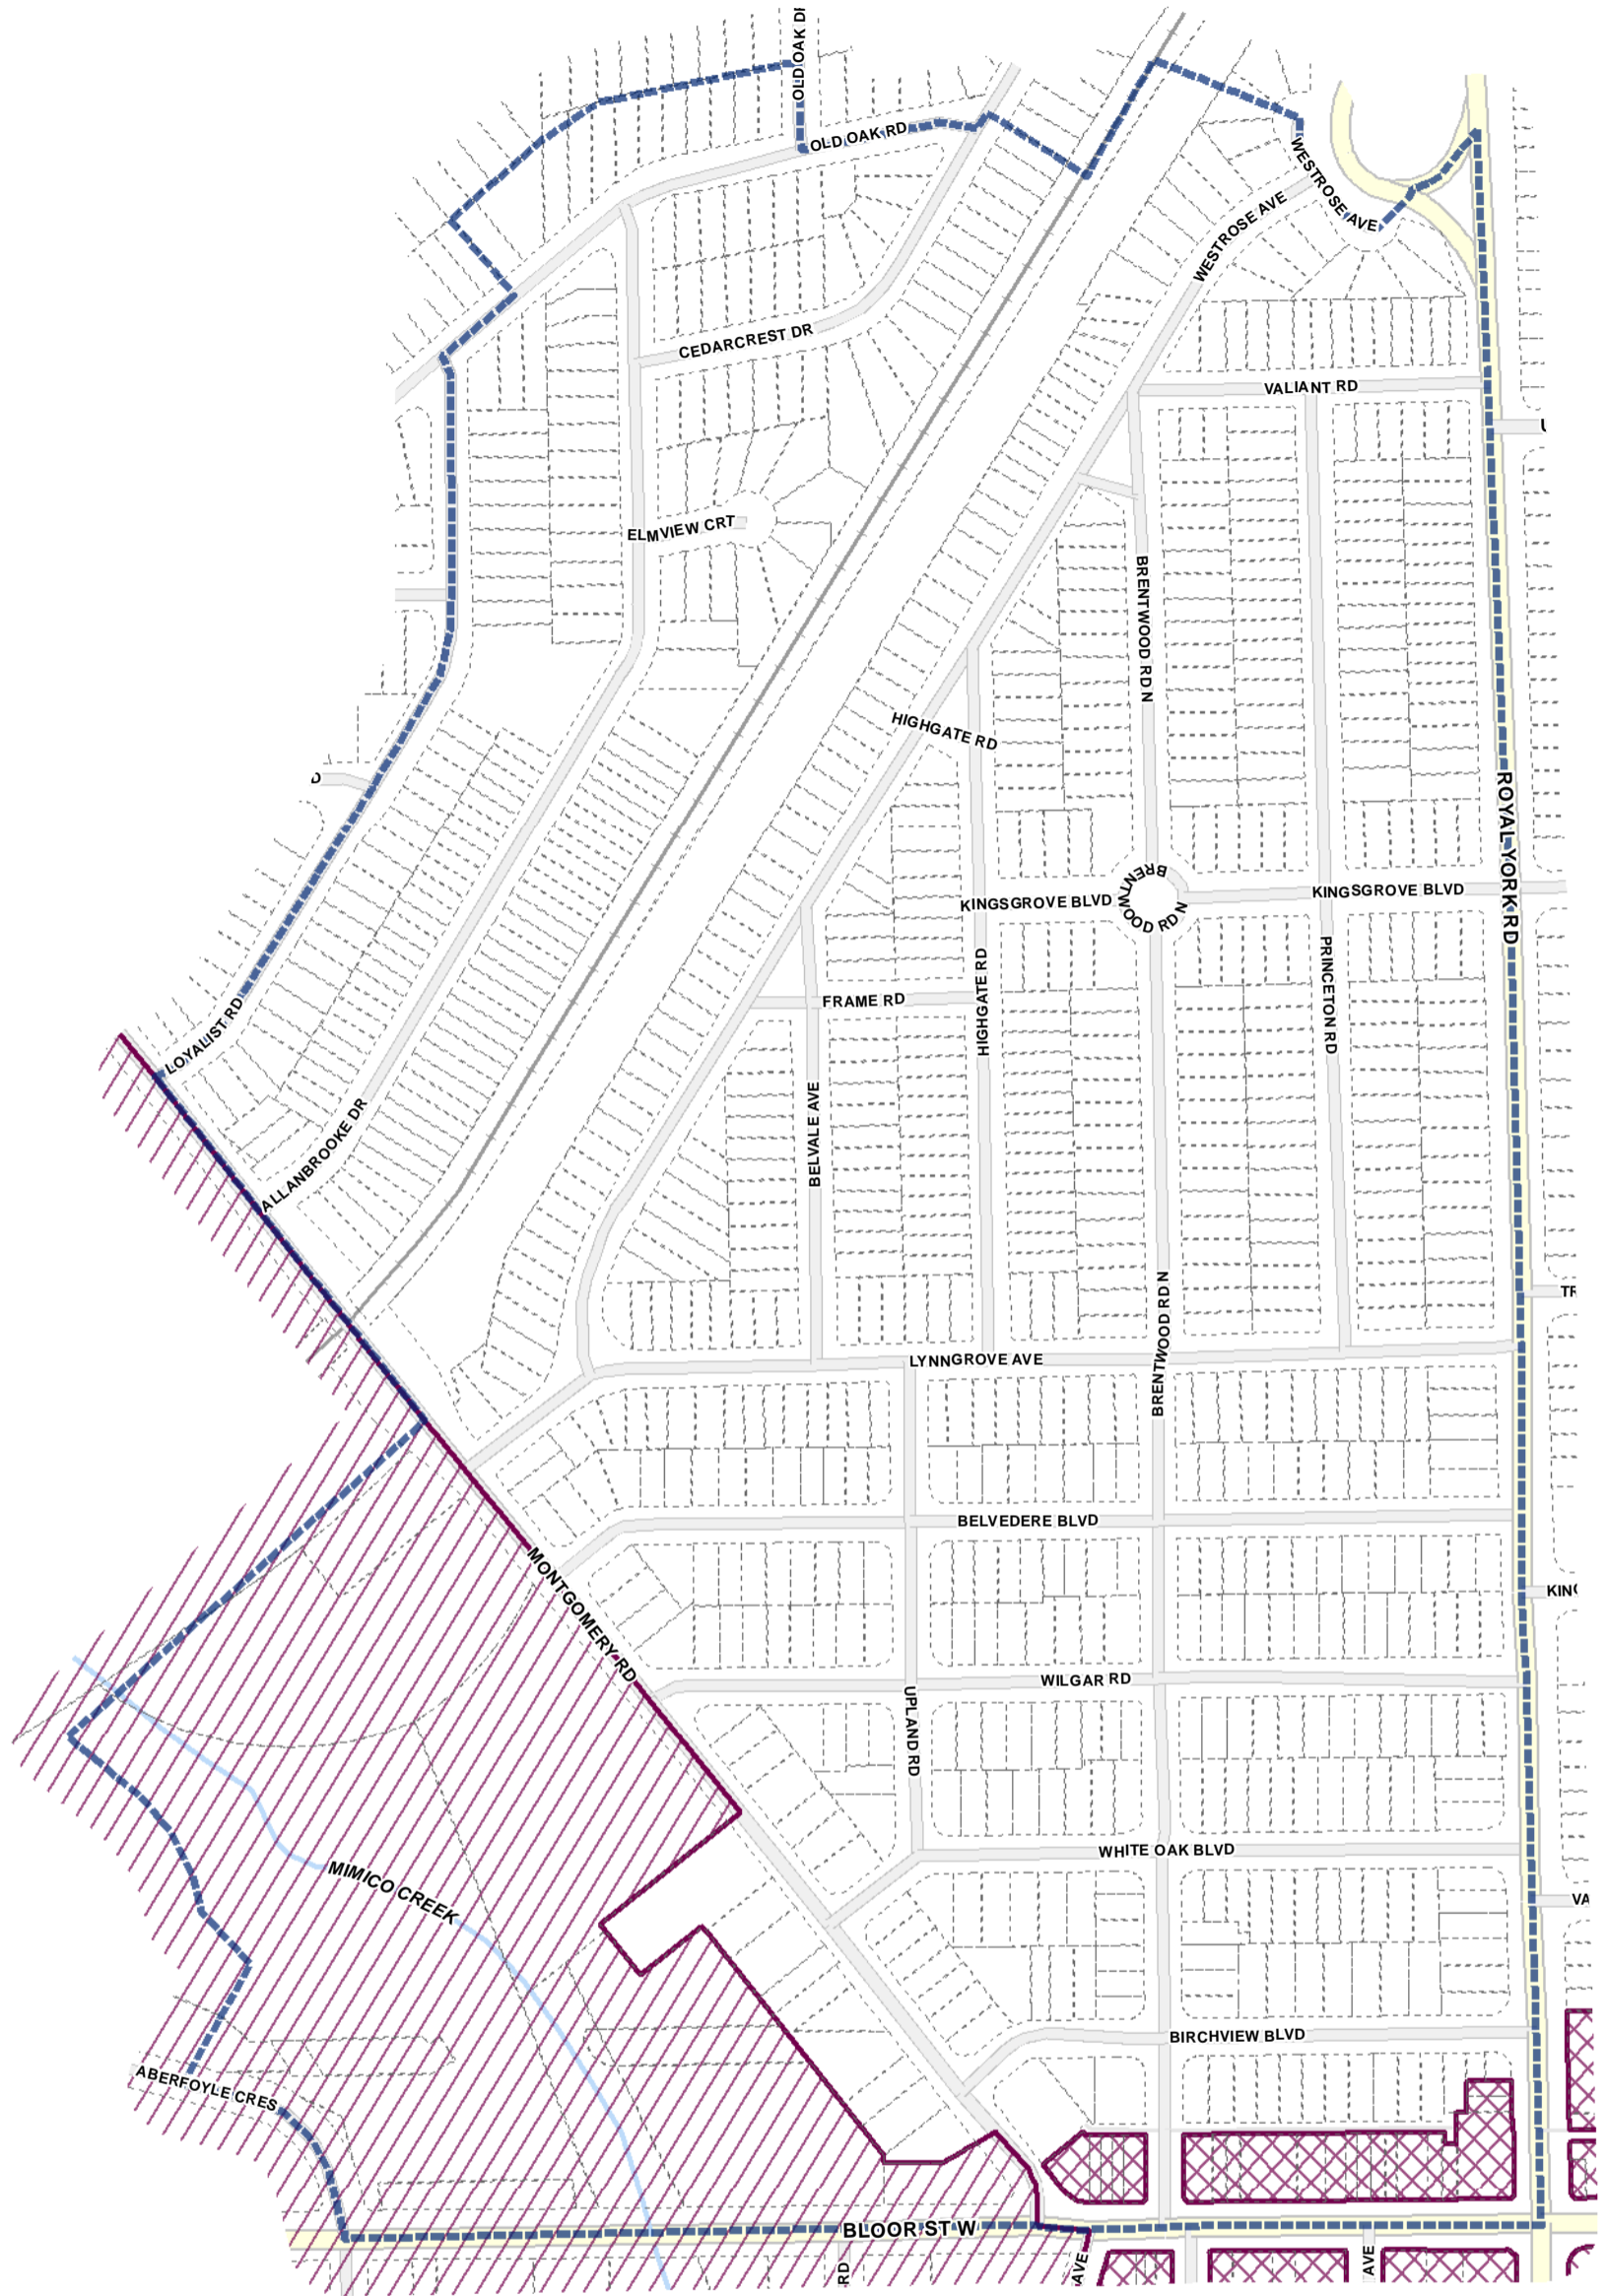 OLD OAK DR
OLD OAK RD
WESTROSE AVE
WESTROSE AVE
CEDARCREST DR
VALIANT RD
ELMVIEW CRT
BRENTWOOD RD N
HIGHGATE RD
ROYAL YORK RD
D
BRENTWOOD RD N
KINGSGROVE BLVD
KINGSGROVE BLVD
PRINCETON RD
HIGHGATE RD
FRAME RD
LOYALIST RD
BELVALE AVE
ALLANBROOKE DR
TR
BRENTWOOD RD N
LYNNGROVE AVE
BELVEDERE BLVD
MONTGOMERY RD
KING
WILGAR RD
UPLAND RD
WHITE OAK BLVD
MIMICO CREEK
VA
BIRCHVIEW BLVD
ABERFOYLE CRES
BLOOR ST W
RD
AVE
AVE